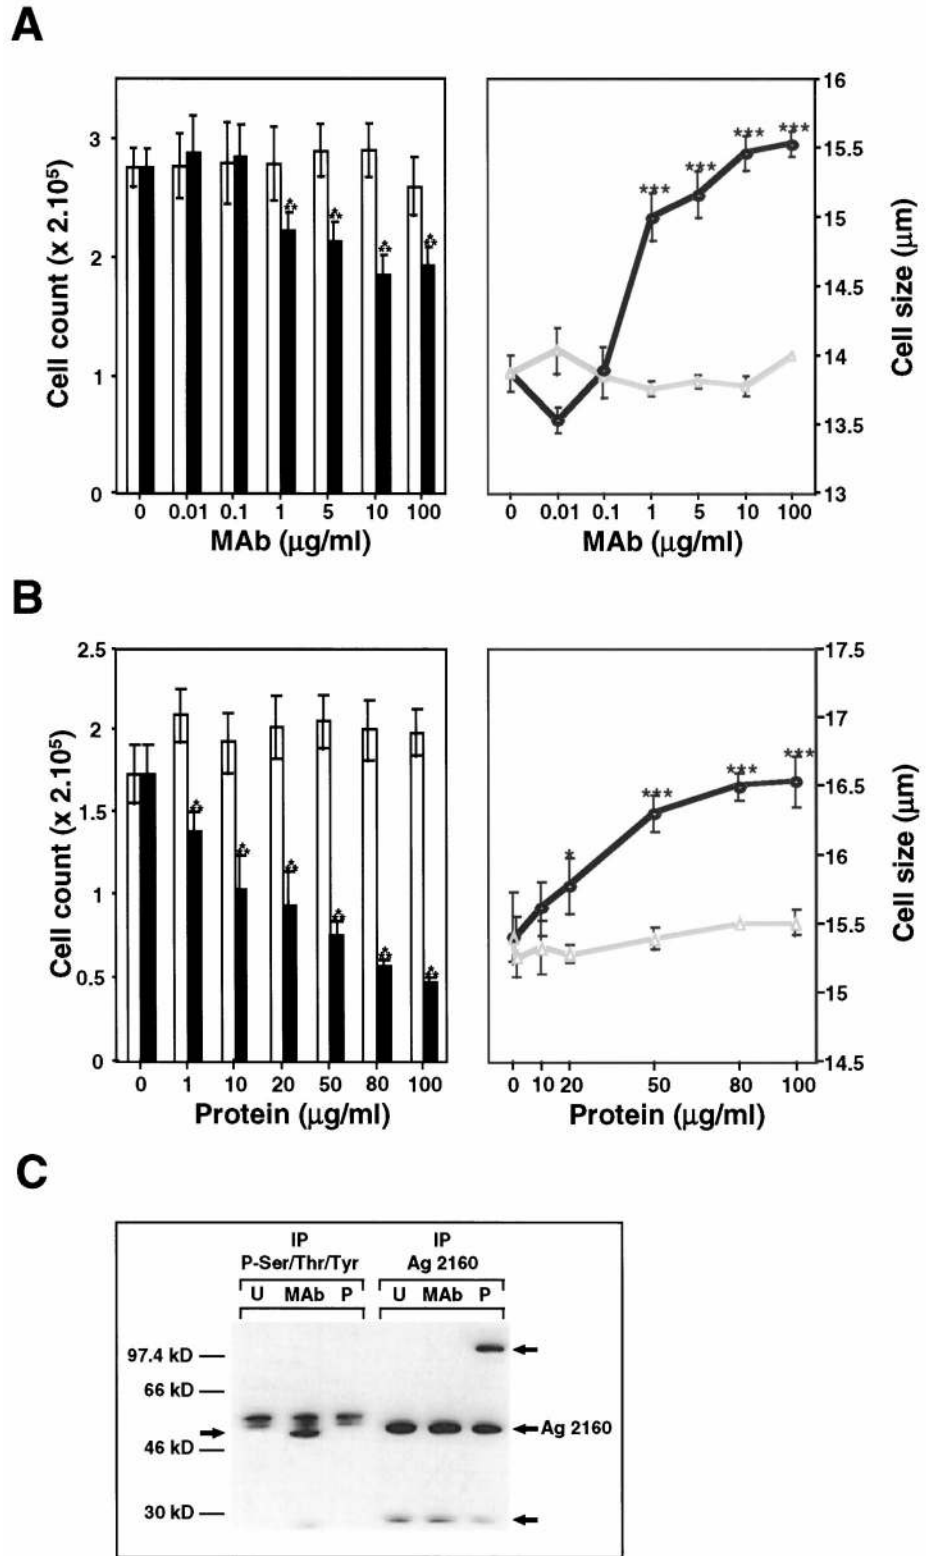 A
Cell count (x 2.10⁵)
3
2
1
0
0 0.01 0.1 1 5 10 100
MAb (μg/ml)
*** *** *** ***
*** *** *** ***
16
15.5
15
14.5
14
13.5
13
Cell size (μm)
0 0.01 0.1 1 5 10 100
MAb (μg/ml)
B
Cell count (x 2.10⁵)
2.5
2
1.5
1
0.5
0
0 1 10 20 50 80 100
Protein (μg/ml)
*** *** *** *** *** ***
* *** *** ***
17.5
17
16.5
16
15.5
15
14.5
Cell size (μm)
0 10 20 50 80 100
Protein (μg/ml)
C
IP IP
P-Ser/Thr/Tyr Ag 2160
U MAb P U MAb P
97.4 kD
66 kD
Ag 2160
46 kD
30 kD